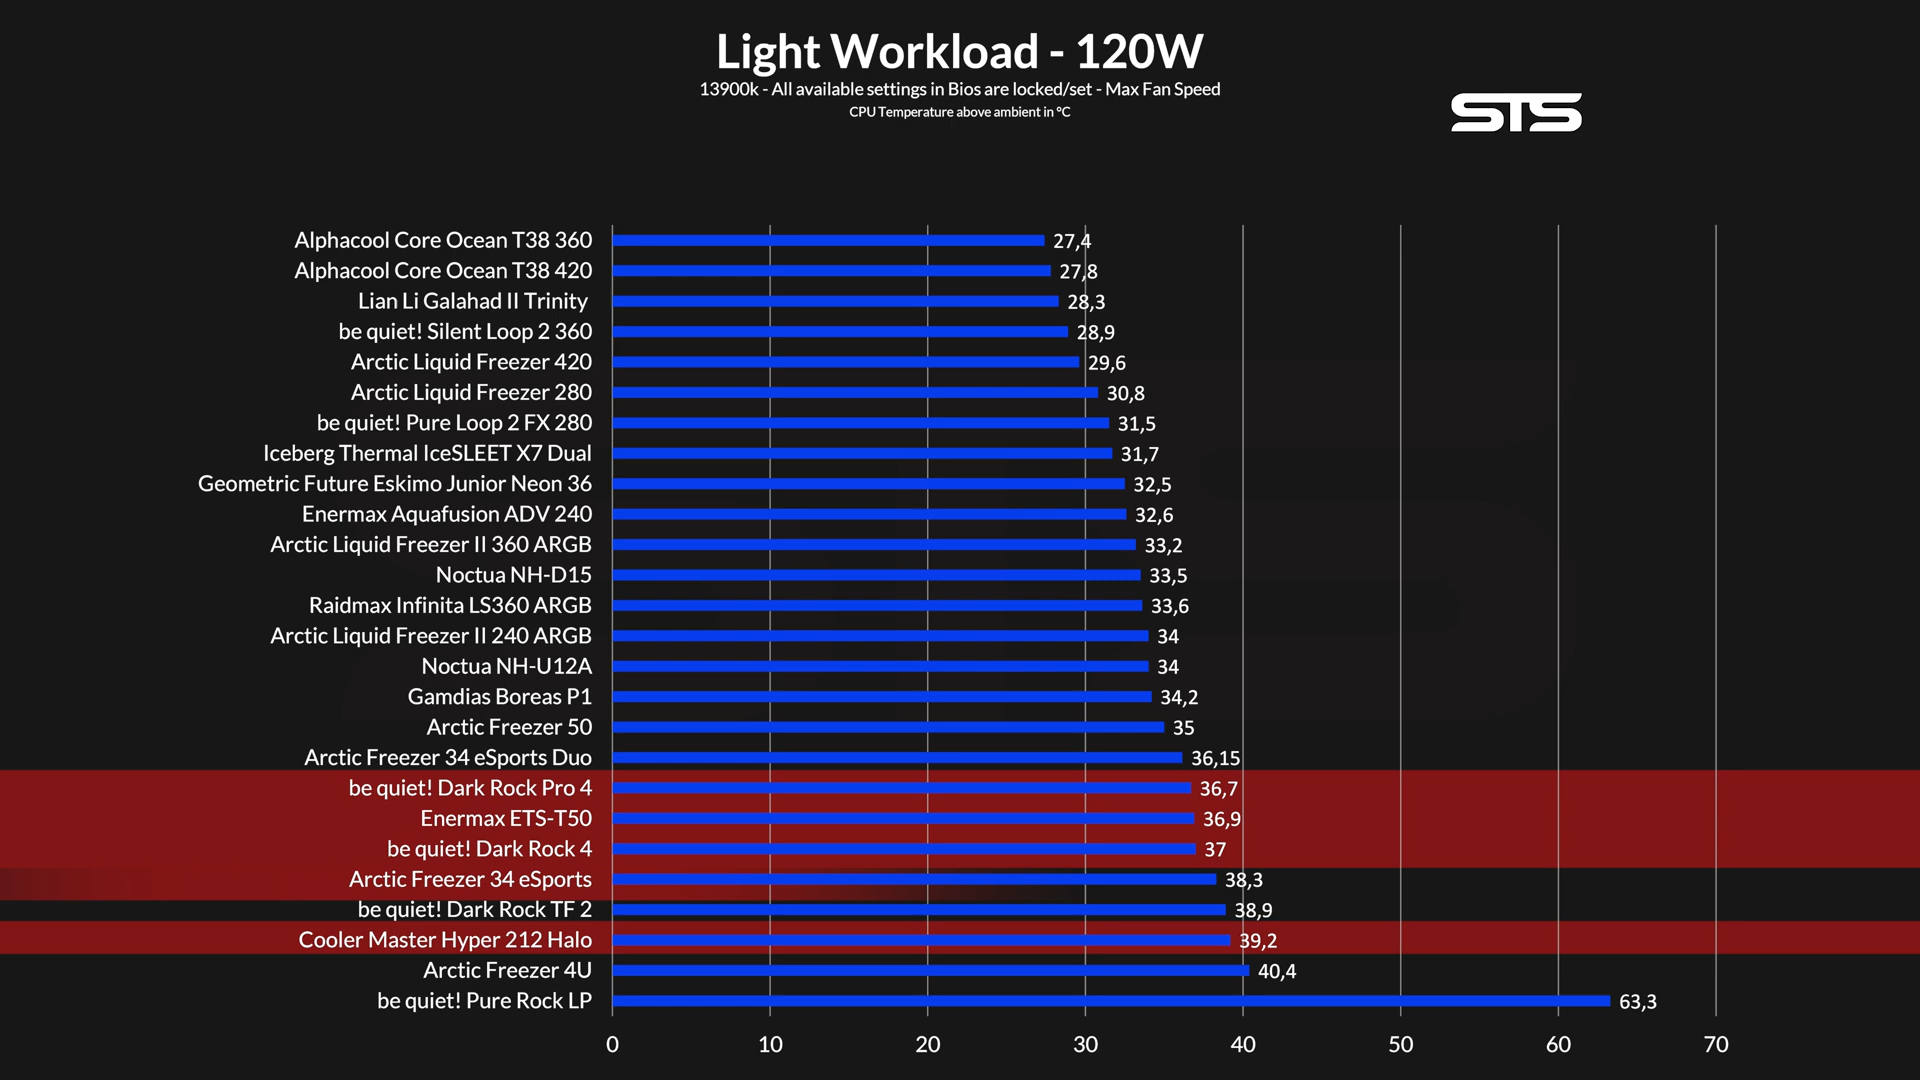 Light Workload - 120W
13900k - All available settings in Bios are locked/set - Max Fan Speed
CPU Temperature above ambient in °C
STS
Alphacool Core Ocean T38 360 27,4
Alphacool Core Ocean T38 420 27,8
Lian Li Galahad II Trinity 28,3
be quiet! Silent Loop 2 360 28,9
Arctic Liquid Freezer 420 29,6
Arctic Liquid Freezer 280 30,8
be quiet! Pure Loop 2 FX 280 31,5
Iceberg Thermal IceSLEET X7 Dual 31,7
Geometric Future Eskimo Junior Neon 36 32,5
Enermax Aquafusion ADV 240 32,6
Arctic Liquid Freezer II 360 ARGB 33,2
Noctua NH-D15 33,5
Raidmax Infinita LS360 ARGB 33,6
Arctic Liquid Freezer II 240 ARGB 34
Noctua NH-U12A 34
Gamdias Boreas P1 34,2
Arctic Freezer 50 35
Arctic Freezer 34 eSports Duo 36,15
be quiet! Dark Rock Pro 4 36,7
Enermax ETS-T50 36,9
be quiet! Dark Rock 4 37
Arctic Freezer 34 eSports 38,3
be quiet! Dark Rock TF 2 38,9
Cooler Master Hyper 212 Halo 39,2
Arctic Freezer 4U 40,4
be quiet! Pure Rock LP 63,3
0 10 20 30 40 50 60 70